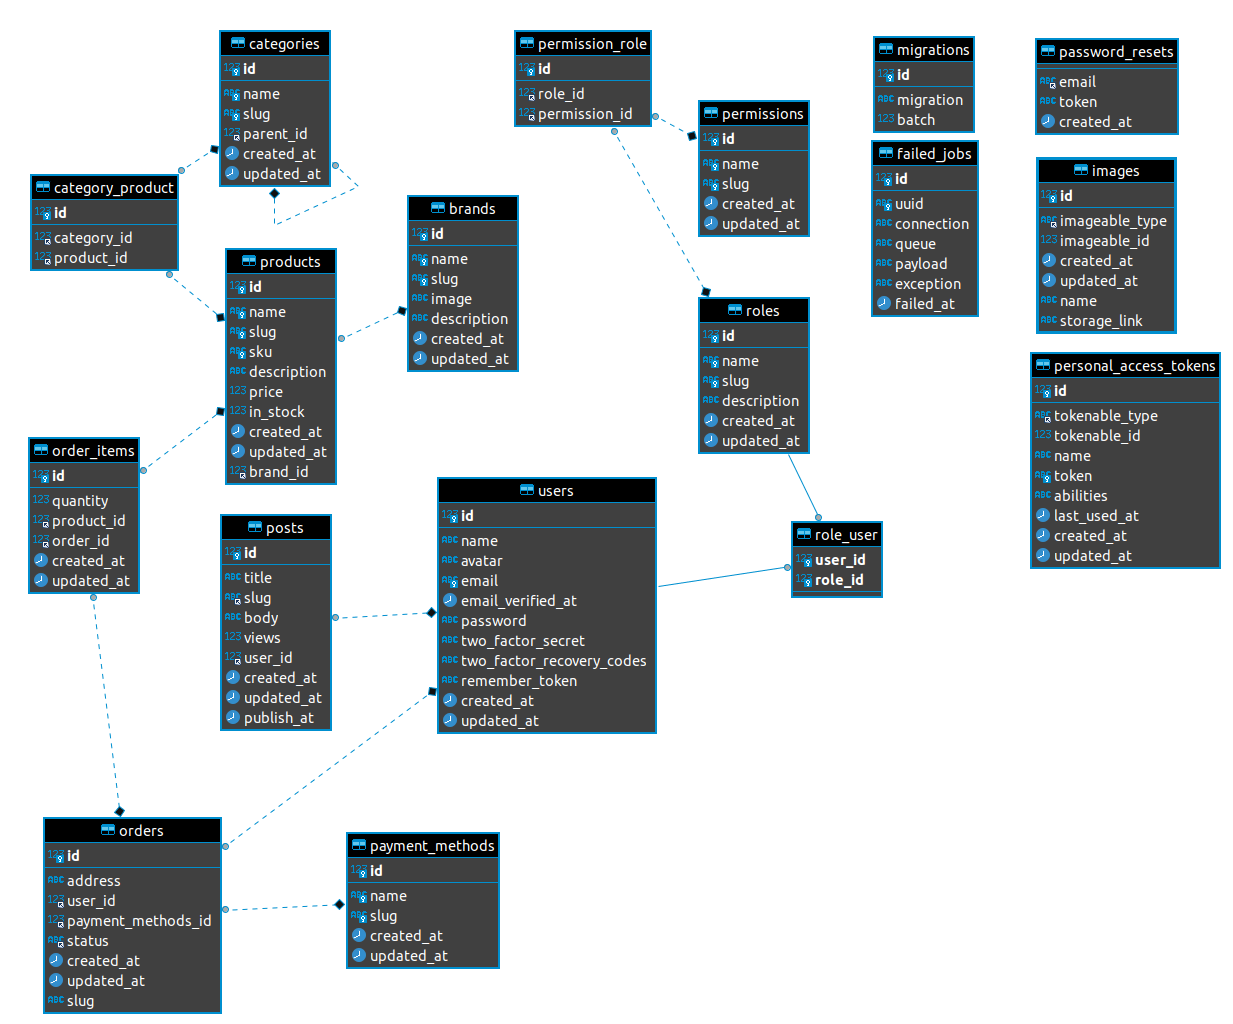 categories
id
name
slug
parent_id
created_at
updated_at
permission_role
id
role_id
permission_id
migrations
id
migration
batch
password_resets
email
token
created_at
permissions
id
name
slug
created_at
updated_at
failed_jobs
id
uuid
connection
queue
payload
exception
failed_at
images
id
imageable_type
imageable_id
created_at
updated_at
name
storage_link
category_product
id
category_id
product_id
brands
id
name
slug
image
description
created_at
updated_at
products
id
name
slug
sku
description
price
in_stock
created_at
updated_at
brand_id
roles
id
name
slug
description
created_at
updated_at
personal_access_tokens
id
tokenable_type
tokenable_id
name
token
abilities
last_used_at
created_at
updated_at
order_items
id
quantity
product_id
order_id
created_at
updated_at
users
id
name
avatar
email
email_verified_at
password
two_factor_secret
two_factor_recovery_codes
remember_token
created_at
updated_at
posts
id
title
slug
body
views
user_id
created_at
updated_at
publish_at
role_user
user_id
role_id
orders
id
address
user_id
payment_methods_id
status
created_at
updated_at
slug
payment_methods
id
name
slug
created_at
updated_at